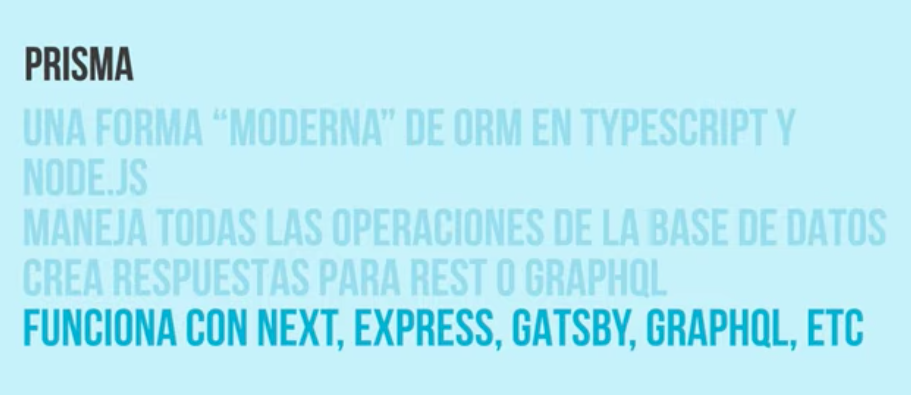 PRISMA
UNA FORMA “MODERNA” DE ORM EN TYPESCRIPT Y
NODE.JS
MANEJA TODAS LAS OPERACIONES DE LA BASE DE DATOS
CREA RESPUESTAS PARA REST O GRAPHQL
FUNCIONA CON NEXT, EXPRESS, GATSBY, GRAPHQL, ETC